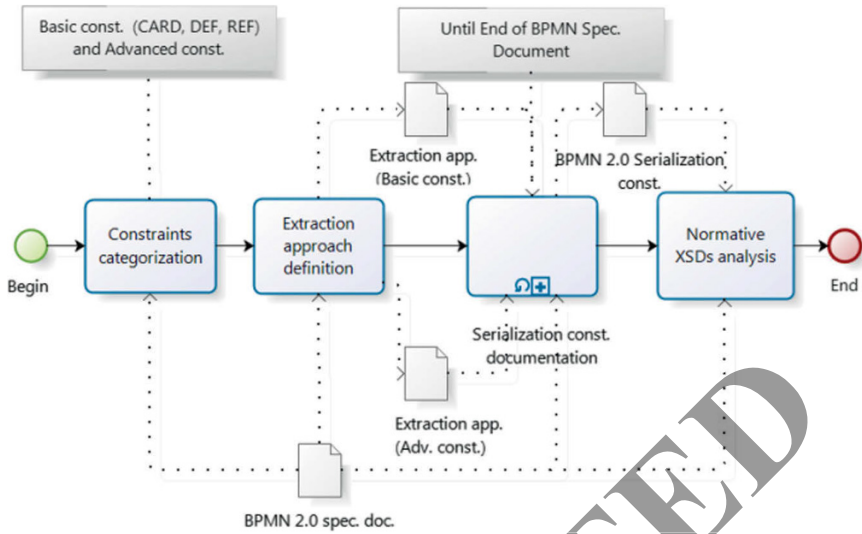 Basic const. (CARD, DEF, REF)
and Advanced const.
Until End of BPMN Spec.
Document
Extraction app.
(Basic const.)
BPMN 2.0 Serialization
const.
Begin
Constraints
categorization
Extraction
approach
definition
Serialization const.
documentation
Normative
XSDs analysis
End
Extraction app.
(Adv. const.)
BPMN 2.0 spec. doc.
TED